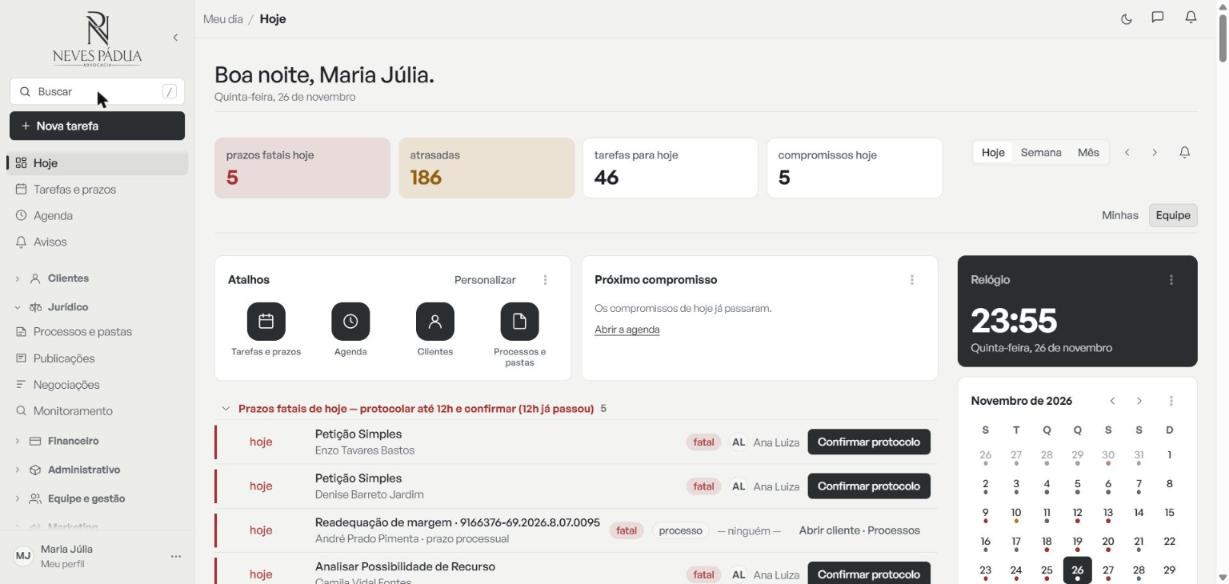 NEVES PÁDUA
ADVOCACIA
Buscar /
+ Nova tarefa
Hoje
Tarefas e prazos
Agenda
Avisos
Clientes
Jurídico
Processos e pastas
Publicações
Negociações
Monitoramento
Financeiro
Administrativo
Equipe e gestão
Marketing
MJ
Maria Júlia
Meu perfil
Meu dia / Hoje
Boa noite, Maria Júlia.
Quinta-feira, 26 de novembro
prazos fatais hoje
5
atrasadas
186
tarefas para hoje
46
compromissos hoje
5
Hoje Semana Mês
Minhas Equipe
Atalhos Personalizar
Tarefas e prazos
Agenda
Clientes
Processos e
pastas
Próximo compromisso
Os compromissos de hoje já passaram.
Abrir a agenda
Relógio
23:55
Quinta-feira, 26 de novembro
Prazos fatais de hoje — protocolar até 12h e confirmar (12h já passou) 5
hoje Petição Simples fatal AL Ana Luiza Confirmar protocolo
Enzo Tavares Bastos
hoje Petição Simples fatal AL Ana Luiza Confirmar protocolo
Denise Barreto Jardim
hoje Readequação de margem · 9166376-69.2026.8.07.0095 fatal processo — ninguém — Abrir cliente · Processos
André Prado Pimenta · prazo processual
hoje Analisar Possibilidade de Recurso fatal AL Ana Luiza Confirmar protocolo
Camila Vidal Fontes
Novembro de 2026
S T Q Q S S D
26 27 28 29 30 31 1
2 3 4 5 6 7 8
9 10 11 12 13 14 15
16 17 18 19 20 21 22
23 24 25 26 27 28 29